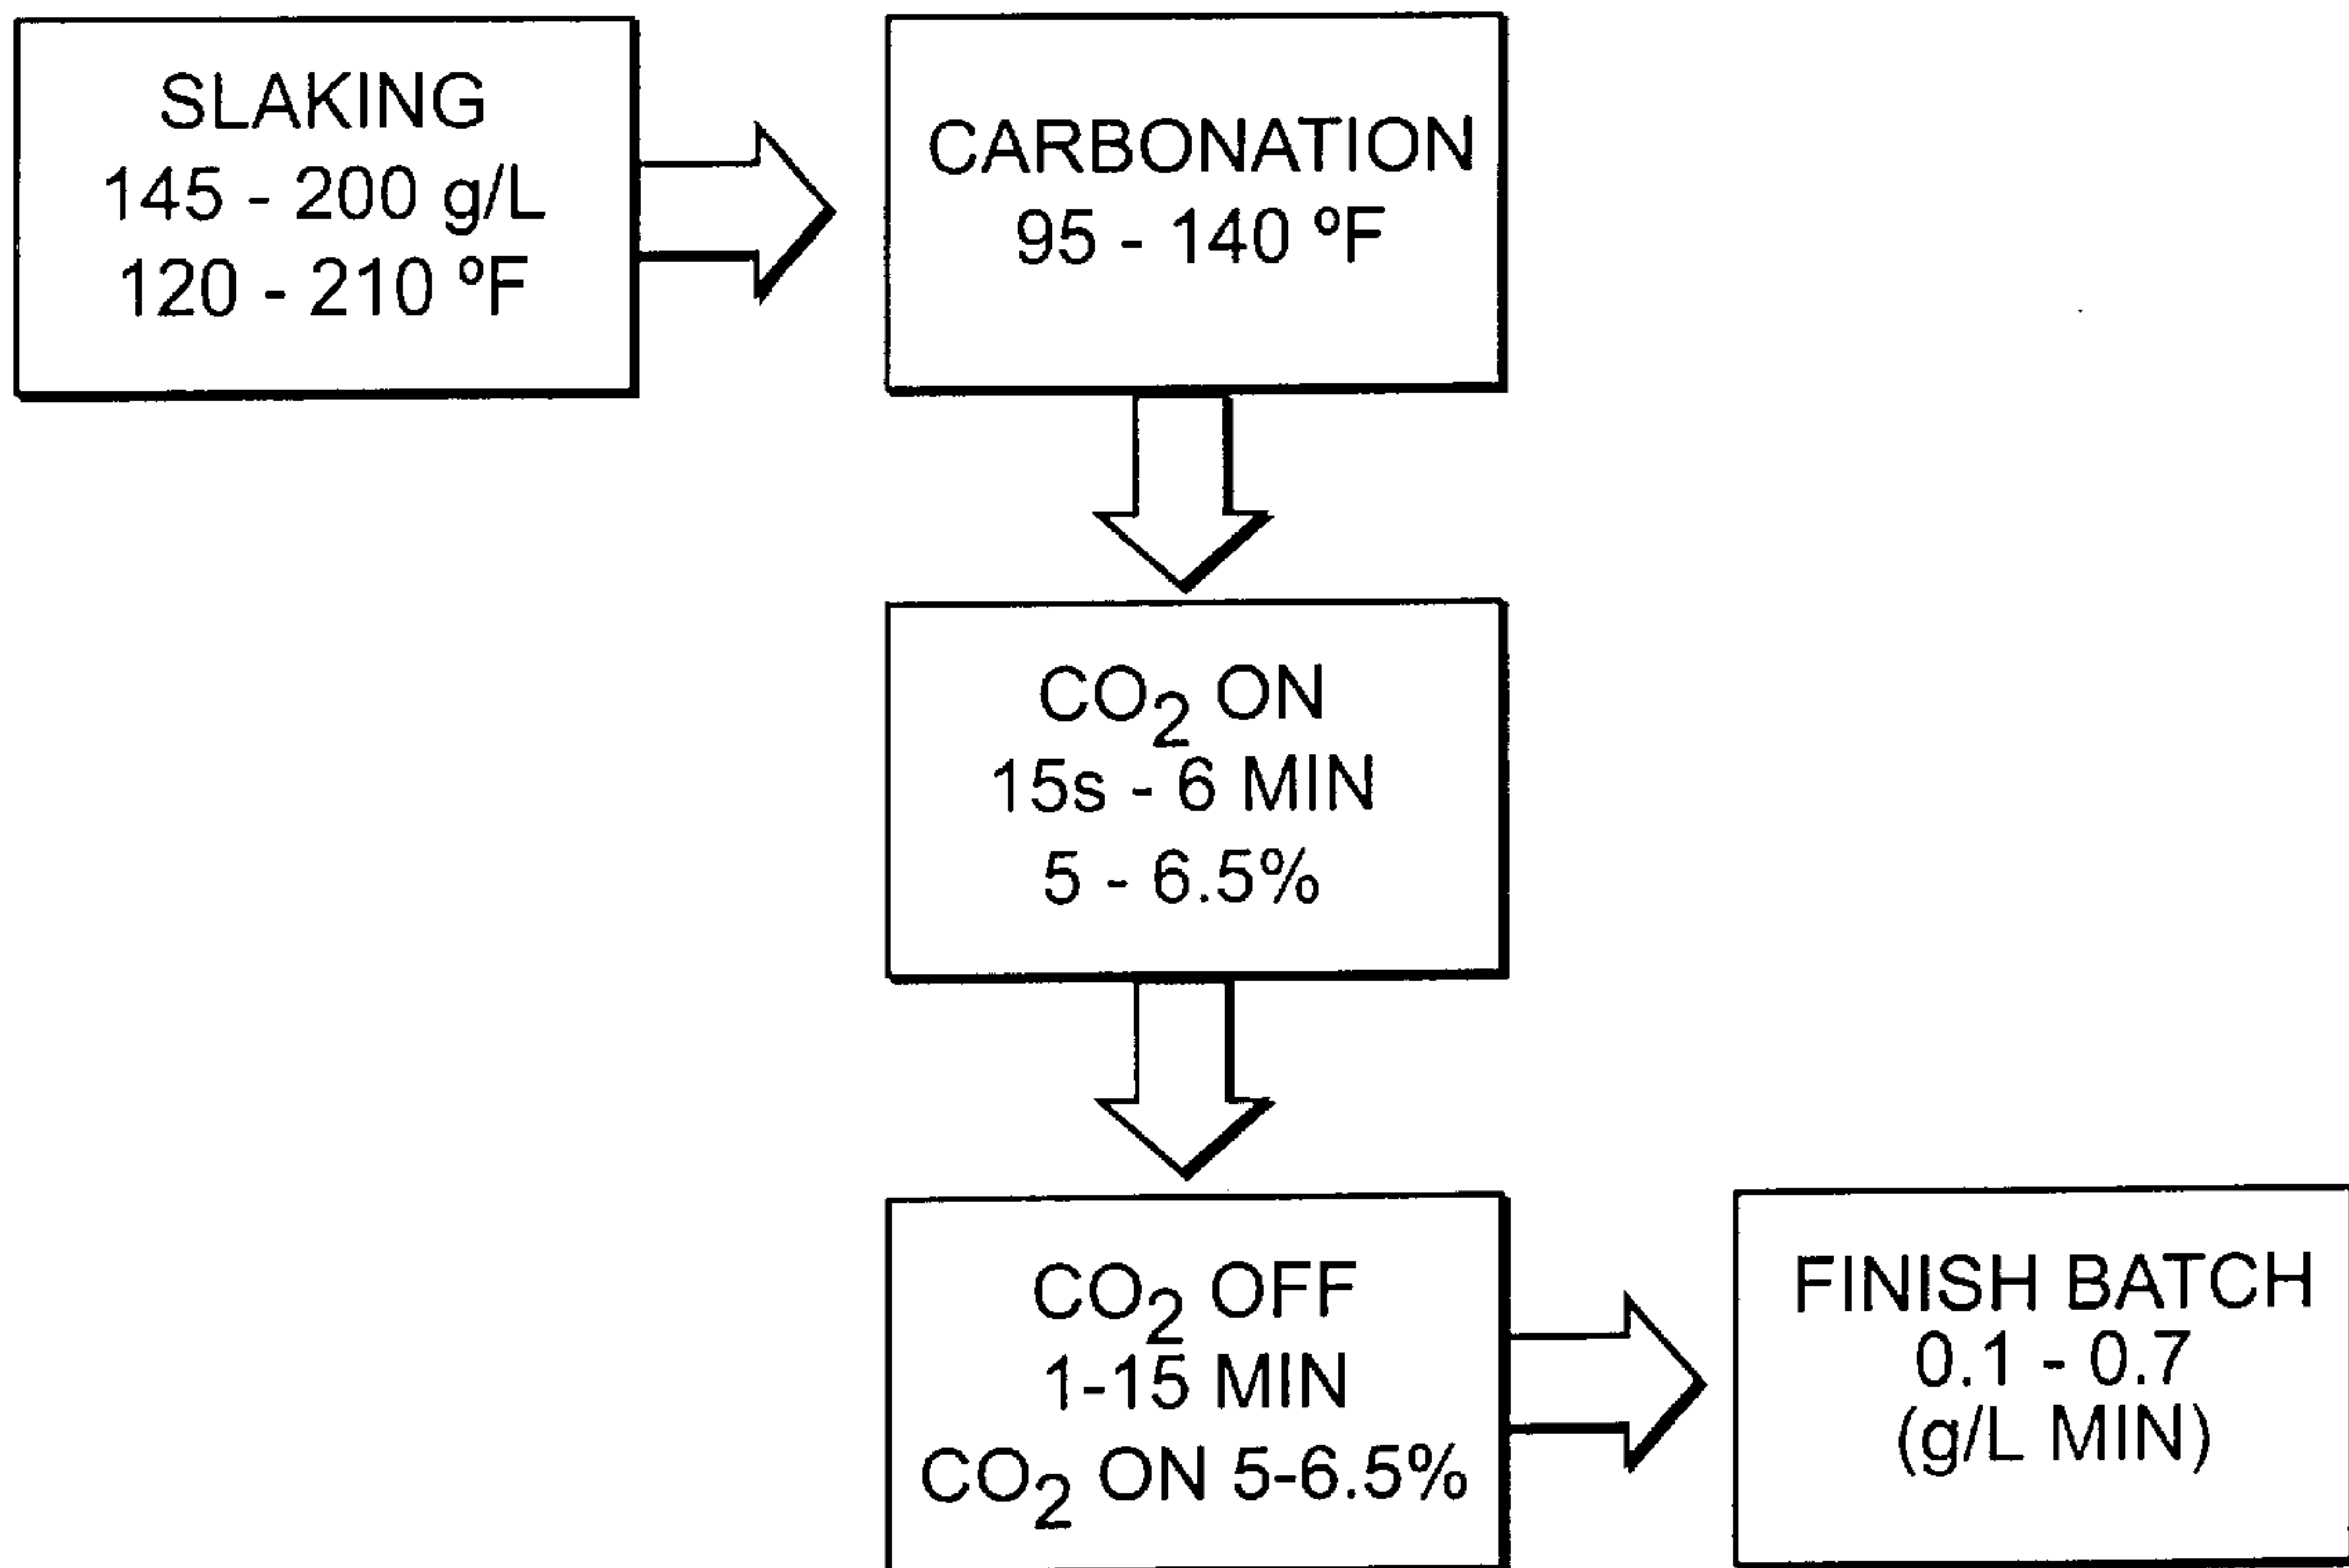 SLAKING
145 - 200 g/L
120 - 210 ºF
CARBONATION
95 - 140 ºF
CO₂ ON
15s - 6 MIN
5 - 6.5%
CO₂ OFF
1-15 MIN
CO₂ ON 5-6.5%
FINISH BATCH
0.1 - 0.7
(g/L MIN)